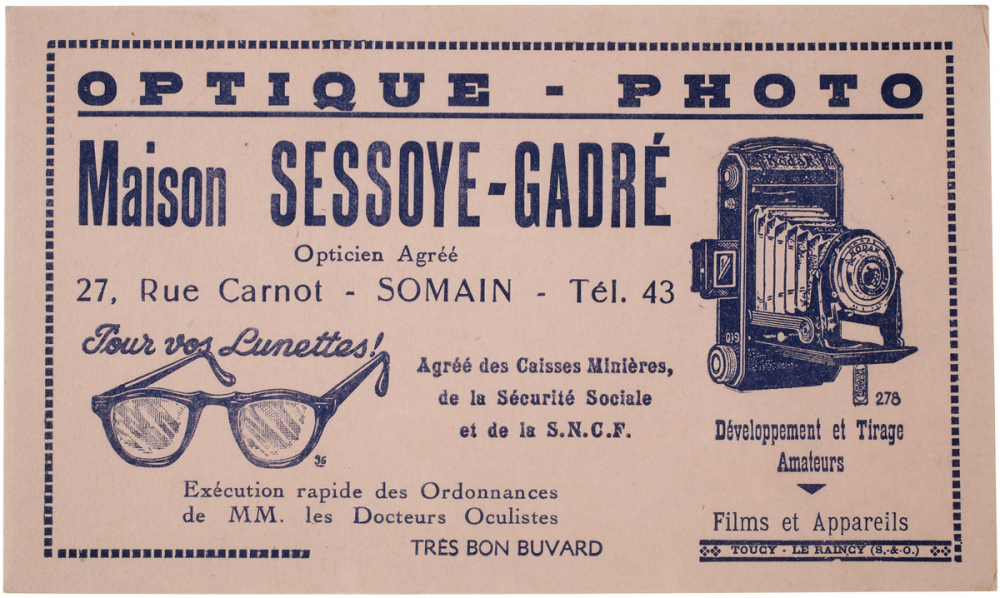 OPTIQUE - PHOTO
Maison SESSOYE-GADRÉ
Opticien Agréé
27, Rue Carnot - SOMAIN - Tél. 43
Pour vos Lunettes!
36
Agréé des Caisses Minières,
de la Sécurité Sociale
et de la S.N.C.F.
Exécution rapide des Ordonnances
de MM. les Docteurs Oculistes
TRÈS BON BUVARD
KODAK
KODAK
278
Développement et Tirage
Amateurs
Films et Appareils
TOUCY - LE RAINCY (S.-&-O.)